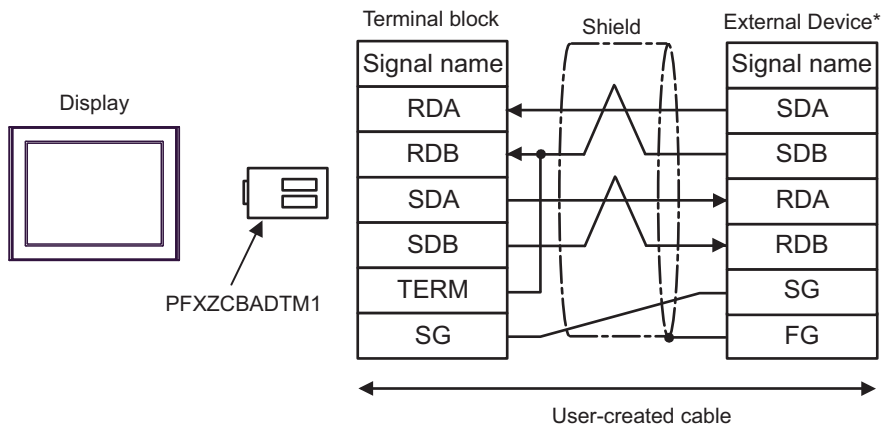 Display
PFXZCBADTM1
Terminal block
Signal name
RDA
RDB
SDA
SDB
TERM
SG
Shield
External Device*
Signal name
SDA
SDB
RDA
RDB
SG
FG
User-created cable